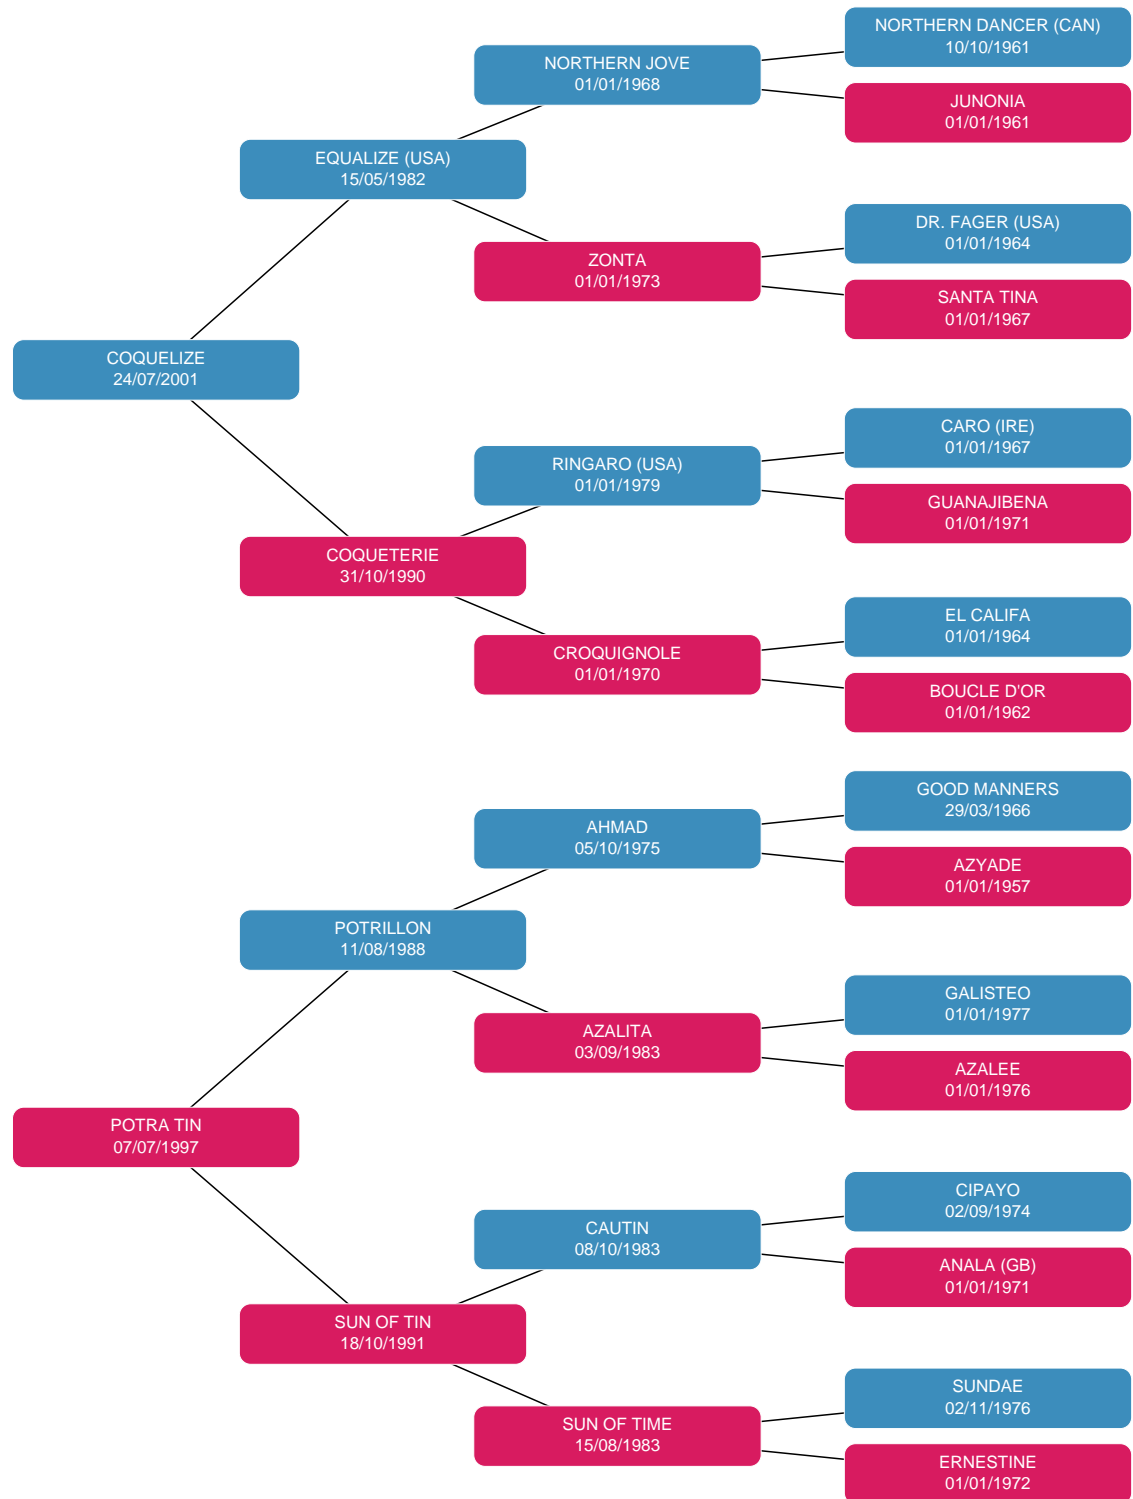 NORTHERN DANCER (CAN)
10/10/1961
NORTHERN JOVE
01/01/1968
JUNONIA
01/01/1961
EQUALIZE (USA)
15/05/1982
DR. FAGER (USA)
01/01/1964
ZONTA
01/01/1973
SANTA TINA
01/01/1967
COQUELIZE
24/07/2001
CARO (IRE)
01/01/1967
RINGARO (USA)
01/01/1979
GUANAJIBENA
01/01/1971
COQUETERIE
31/10/1990
EL CALIFA
01/01/1964
CROQUIGNOLE
01/01/1970
BOUCLE D'OR
01/01/1962
GOOD MANNERS
29/03/1966
AHMAD
05/10/1975
AZYADE
01/01/1957
POTRILLON
11/08/1988
GALISTEO
01/01/1977
AZALITA
03/09/1983
AZALEE
01/01/1976
POTRA TIN
07/07/1997
CIPAYO
02/09/1974
CAUTIN
08/10/1983
ANALA (GB)
01/01/1971
SUN OF TIN
18/10/1991
SUNDAE
02/11/1976
SUN OF TIME
15/08/1983
ERNESTINE
01/01/1972